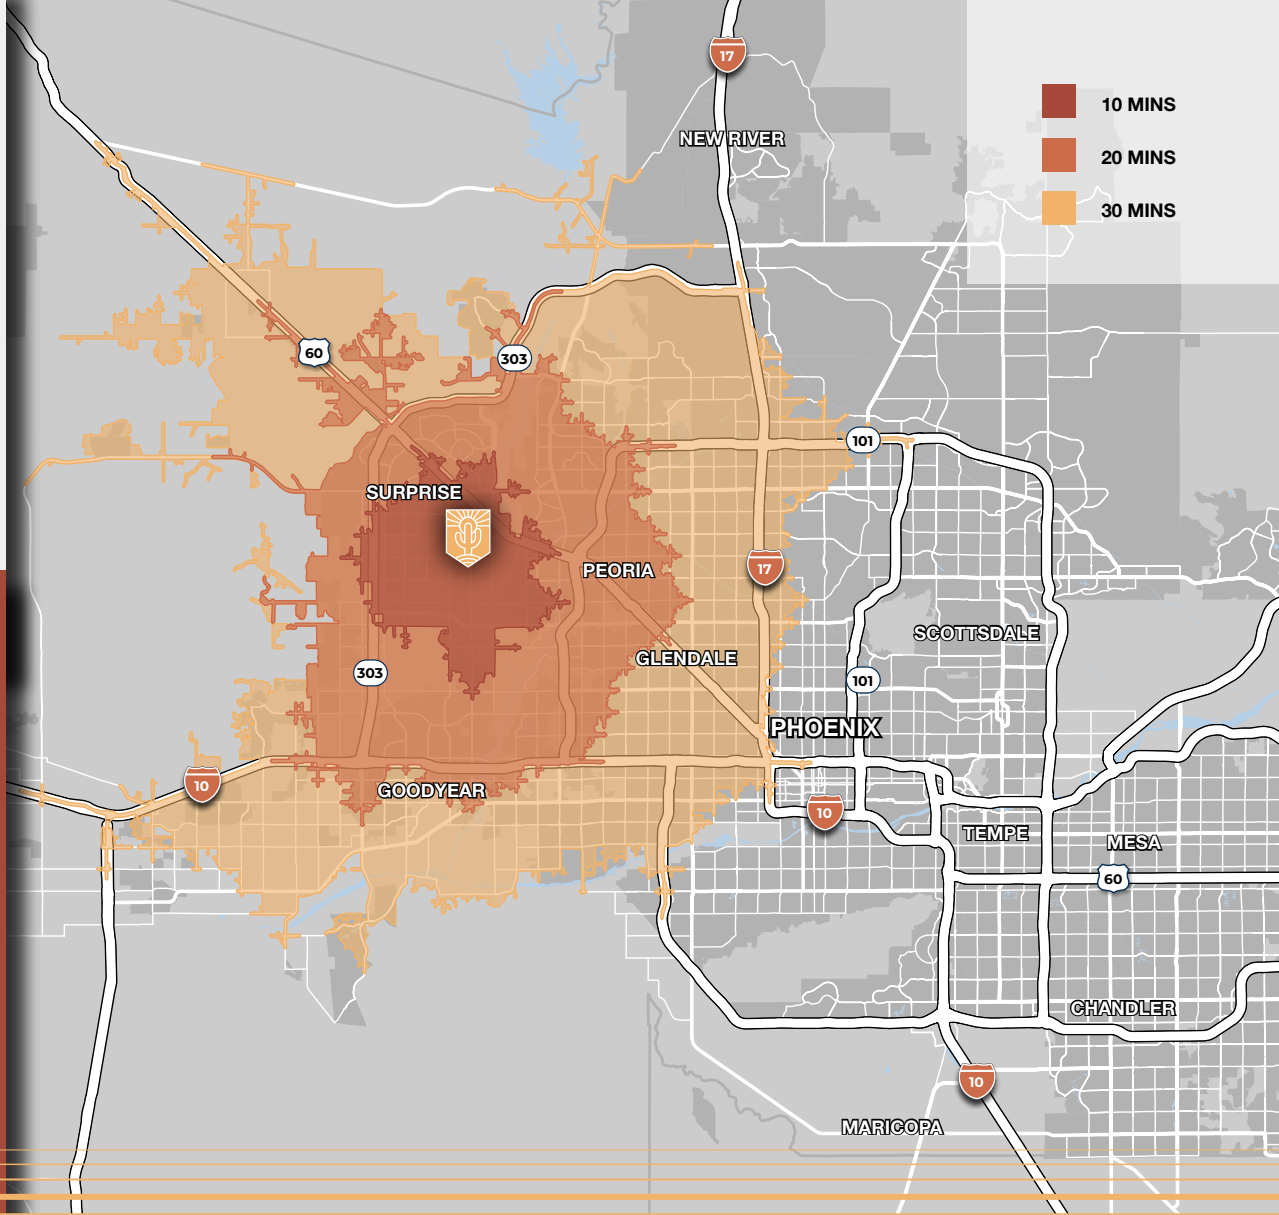 17
10 MINS
NEW RIVER
20 MINS
30 MINS
60
303
101
SURPRISE
17
PEORIA
SCOTTSDALE
GLENDALE
303
101
PHOENIX
10
GOODYEAR
10
TEMPE
MESA
60
CHANDLER
10
MARICOPA